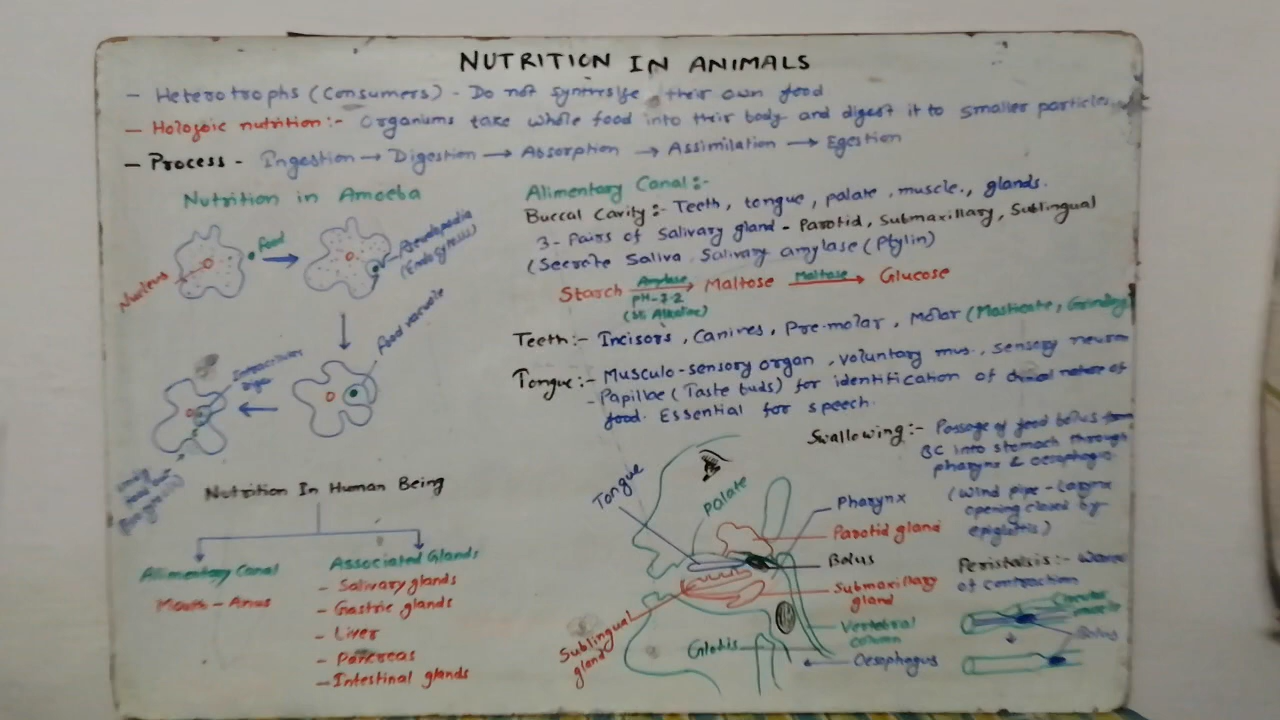 NUTRITION IN ANIMALS
- Heterotrophs (Consumers) - Do not synthesize their own food
- Holozoic nutrition:- Organiums take whole food into their body and digest it to smaller particles
- Process - Ingestion → Digestion → Absorption → Assimilation → Egestion
Nutrition in Amoeba
Food
Nucleus
Pseudopodia
(Endocytosis)
Food vacuole
Nutrition In Human Being
Alimentary Canal
Mouth - Anus
Associated Glands
- Salivary glands
- Gastric glands
- Liver
- Pancreas
- Intestinal glands
Alimentary Canal:-
Buccal Cavity:- Teeth, tongue, palate, muscle., glands.
3- Pairs of Salivary gland - Parotid, Submaxillary, Sublingual
(Secrete Saliva. Salivary amylase (Ptylin)
Starch Amylase → Maltose Maltase → Glucose
Teeth:- Incisors, Canines, Pre-molar, Molar (Masticate, Grinding
Tongue:- Musculo-sensory organ, voluntary mus., sensory neuron
- Papillae (Taste buds) for identification of nature of
food. Essential for speech.
Swallowing:- Passage of food bolus from
BC into stomach through
pharynx & oesophagus
(Wind pipe - Larynx
opening closed by
epiglottis)
Peristalsis:- Wave
of contraction
Bolus
Tongue
Palate
Pharynx
Parotid gland
Bolus
Submaxillary
gland
Vertebral
column
Oesophagus
Sublingual
gland
Glottis